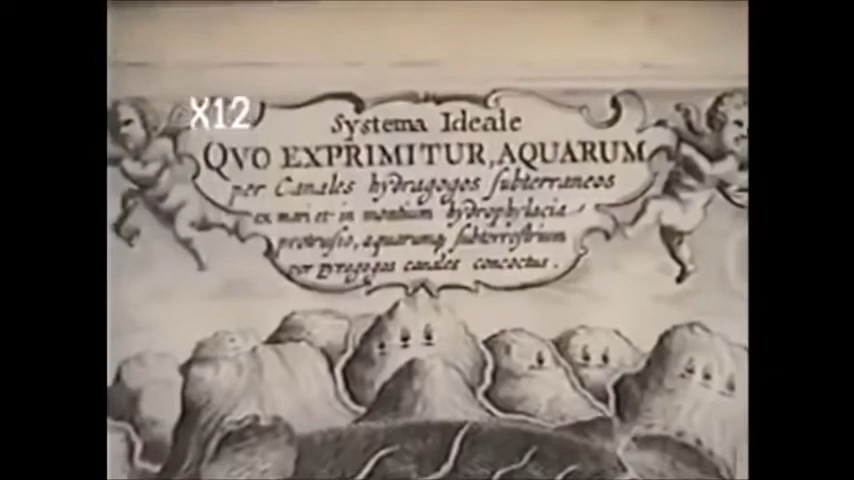 X12
Systema Ideale
QVO EXPRIMITUR, AQUARUM
per Canales hydragogos subterraneos
ex mari et in montium hydrophylacia
protrusio, aquarumq, subterrestrium
per pyragogos canales concoctus.